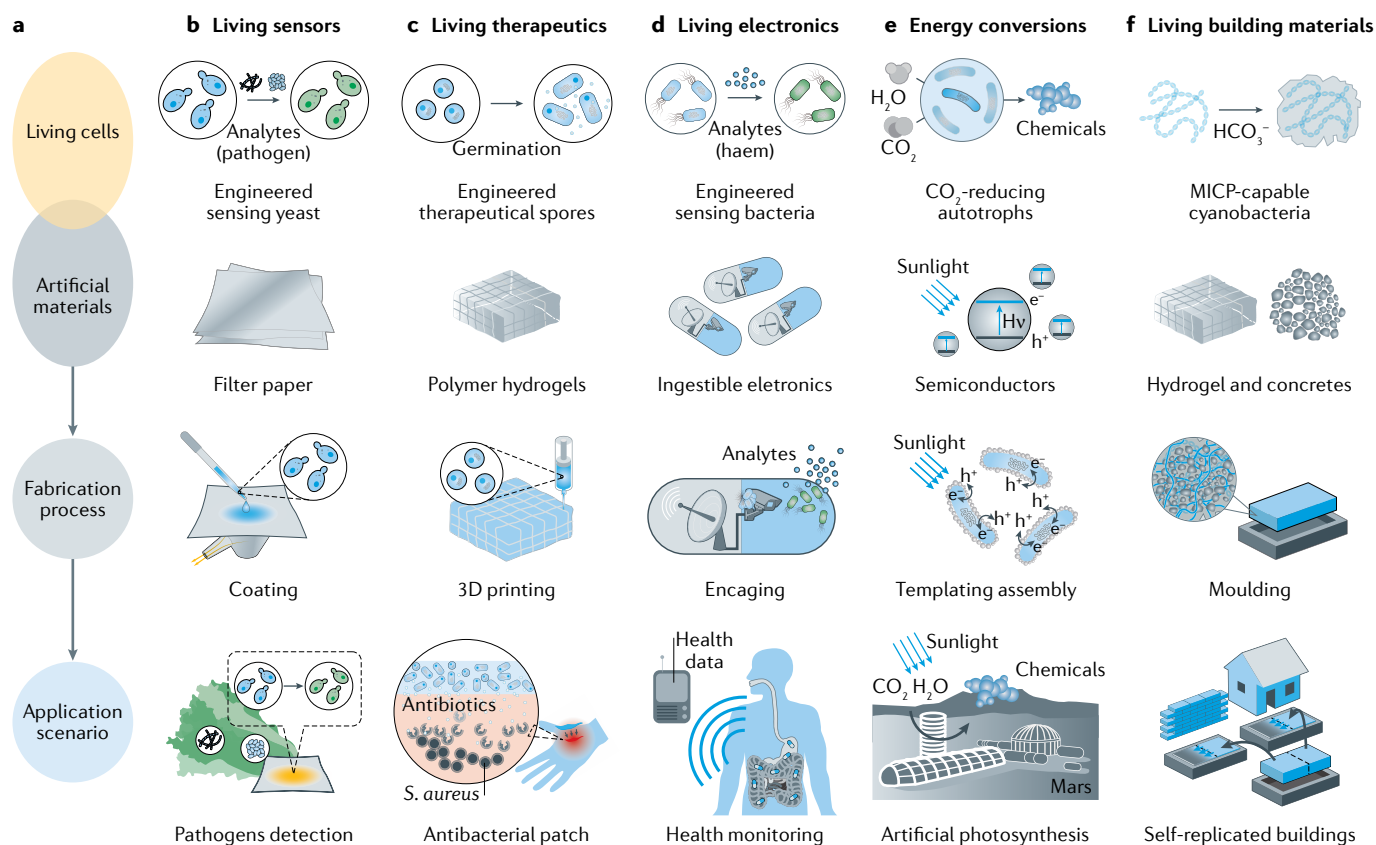 a
b Living sensors
c Living therapeutics
d Living electronics
e Energy conversions
f Living building materials
Living cells
Analytes
(pathogen)
Engineered
sensing yeast
Germination
Engineered
therapeutical spores
Analytes
(haem)
Engineered
sensing bacteria
H₂O
CO₂
Chemicals
CO₂-reducing
autotrophs
HCO₃⁻
MICP-capable
cyanobacteria
Artificial
materials
Filter paper
Polymer hydrogels
Ingestible eletronics
Sunlight
e⁻
Hν
h⁺
Semiconductors
Hydrogel and concretes
Fabrication
process
Coating
3D printing
Analytes
Encaging
Sunlight
h⁺
e⁻
e⁻
h⁺
h⁺
h⁺
h⁺
e⁻
e⁻
e⁻
Templating assembly
Moulding
Application
scenario
Pathogens detection
Antibiotics
S. aureus
Antibacterial patch
Health
data
Health monitoring
Sunlight
CO₂ H₂O
Chemicals
Mars
Artificial photosynthesis
Self-replicated buildings